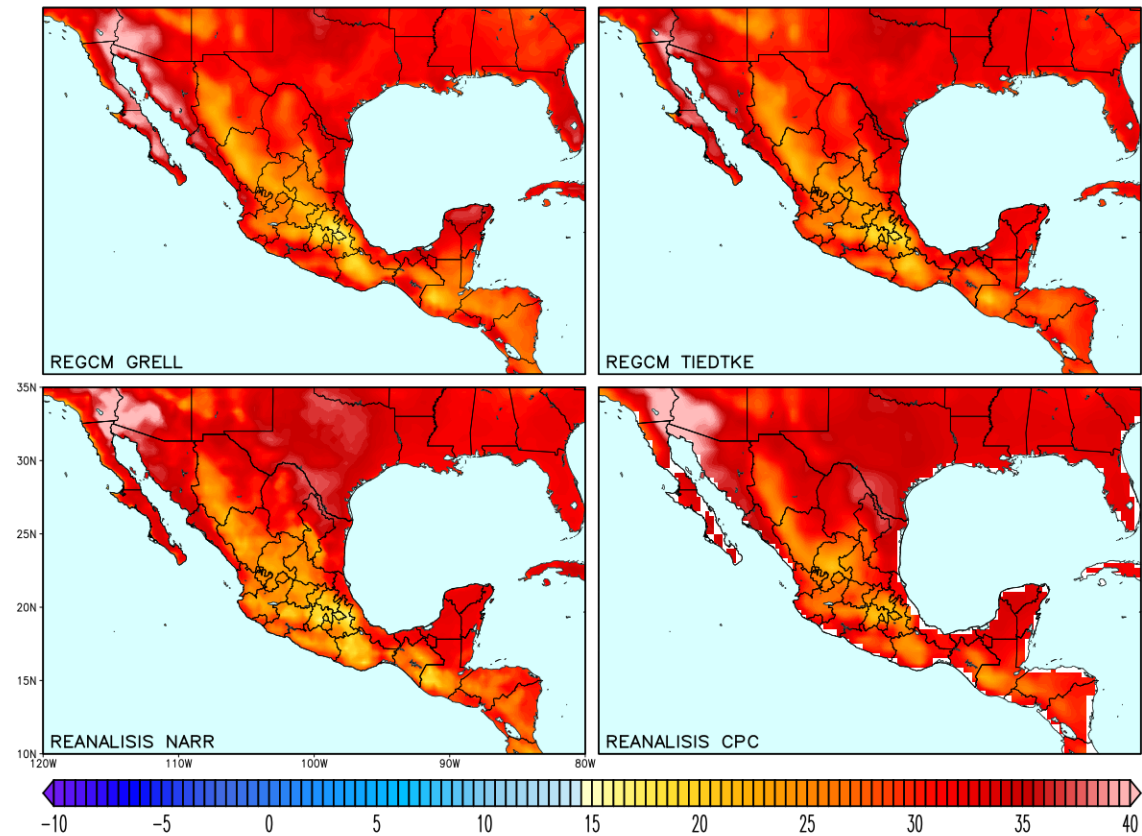 REGCM GRELL
REGCM TIEDTKE
35N
30N
25N
20N
15N
10N
REANALISIS NARR
REANALISIS CPC
120W 110W 100W 90W 80W
-10 -5 0 5 10 15 20 25 30 35 40